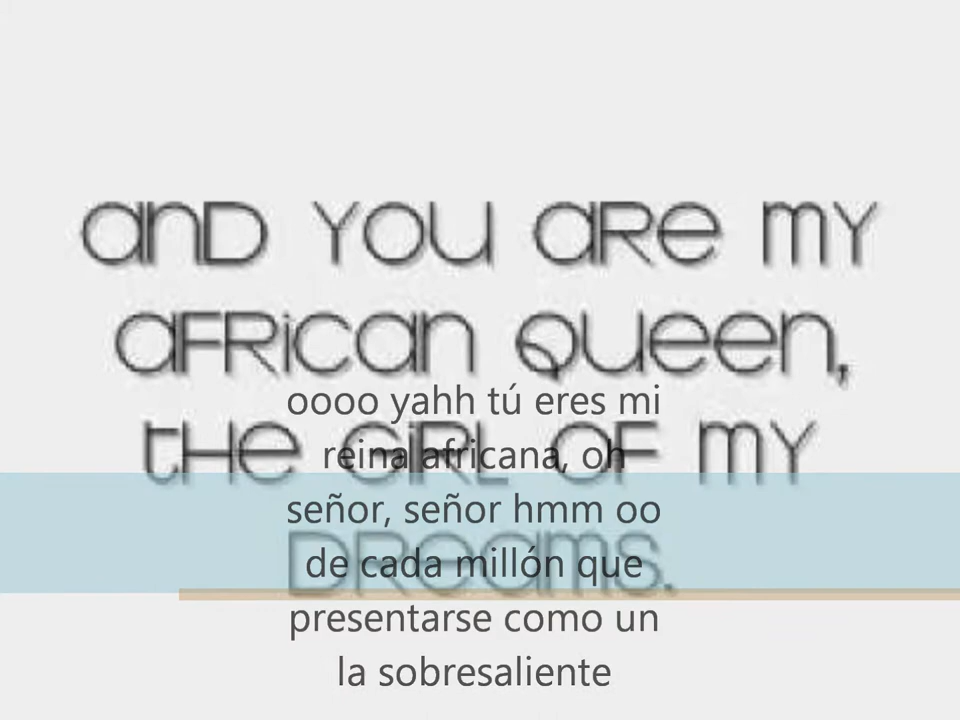 AND YOU ARE MY
AFRICAN QUEEN,
THE GIRL OF MY
DREAMS.
oooo yahh tú eres mi
reina africana, oh
señor, señor hmm oo
de cada millón que
presentarse como un
la sobresaliente